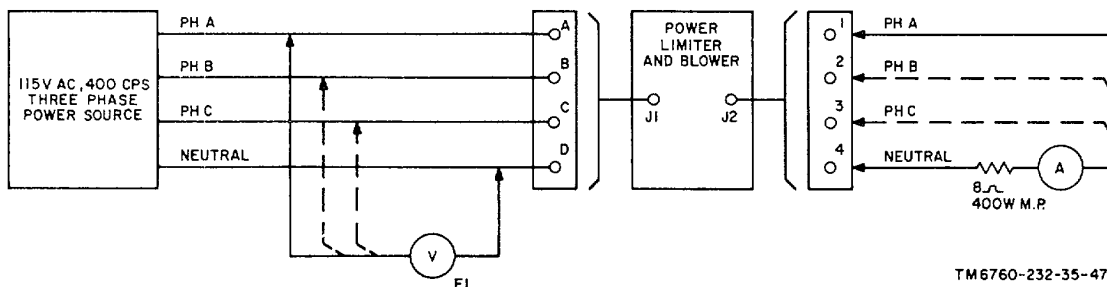 115V AC, 400 CPS
THREE PHASE
POWER SOURCE
PH A
PH B
PH C
NEUTRAL
A
B
C
D
V
E1
POWER
LIMITER
AND BLOWER
J1
J2
1
2
3
4
PH A
PH B
PH C
NEUTRAL
8
400W M.P.
A
TM6760-232-35-47